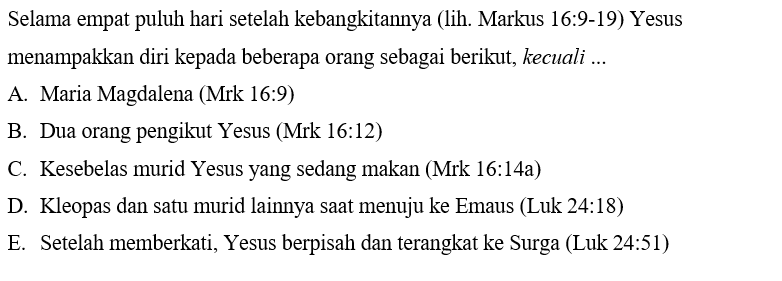 Selama empat puluh hari setelah kebangkitannya (lih. Markus 16:9-19) Yesus
menampakkan diri kepada beberapa orang sebagai berikut, kecuali ...
A. Maria Magdalena (Mrk 16:9)
B. Dua orang pengikut Yesus (Mrk 16:12)
C. Kesebelas murid Yesus yang sedang makan (Mrk 16:14a)
D. Kleopas dan satu murid lainnya saat menuju ke Emaus (Luk 24:18)
E. Setelah memberkati, Yesus berpisah dan terangkat ke Surga (Luk 24:51)